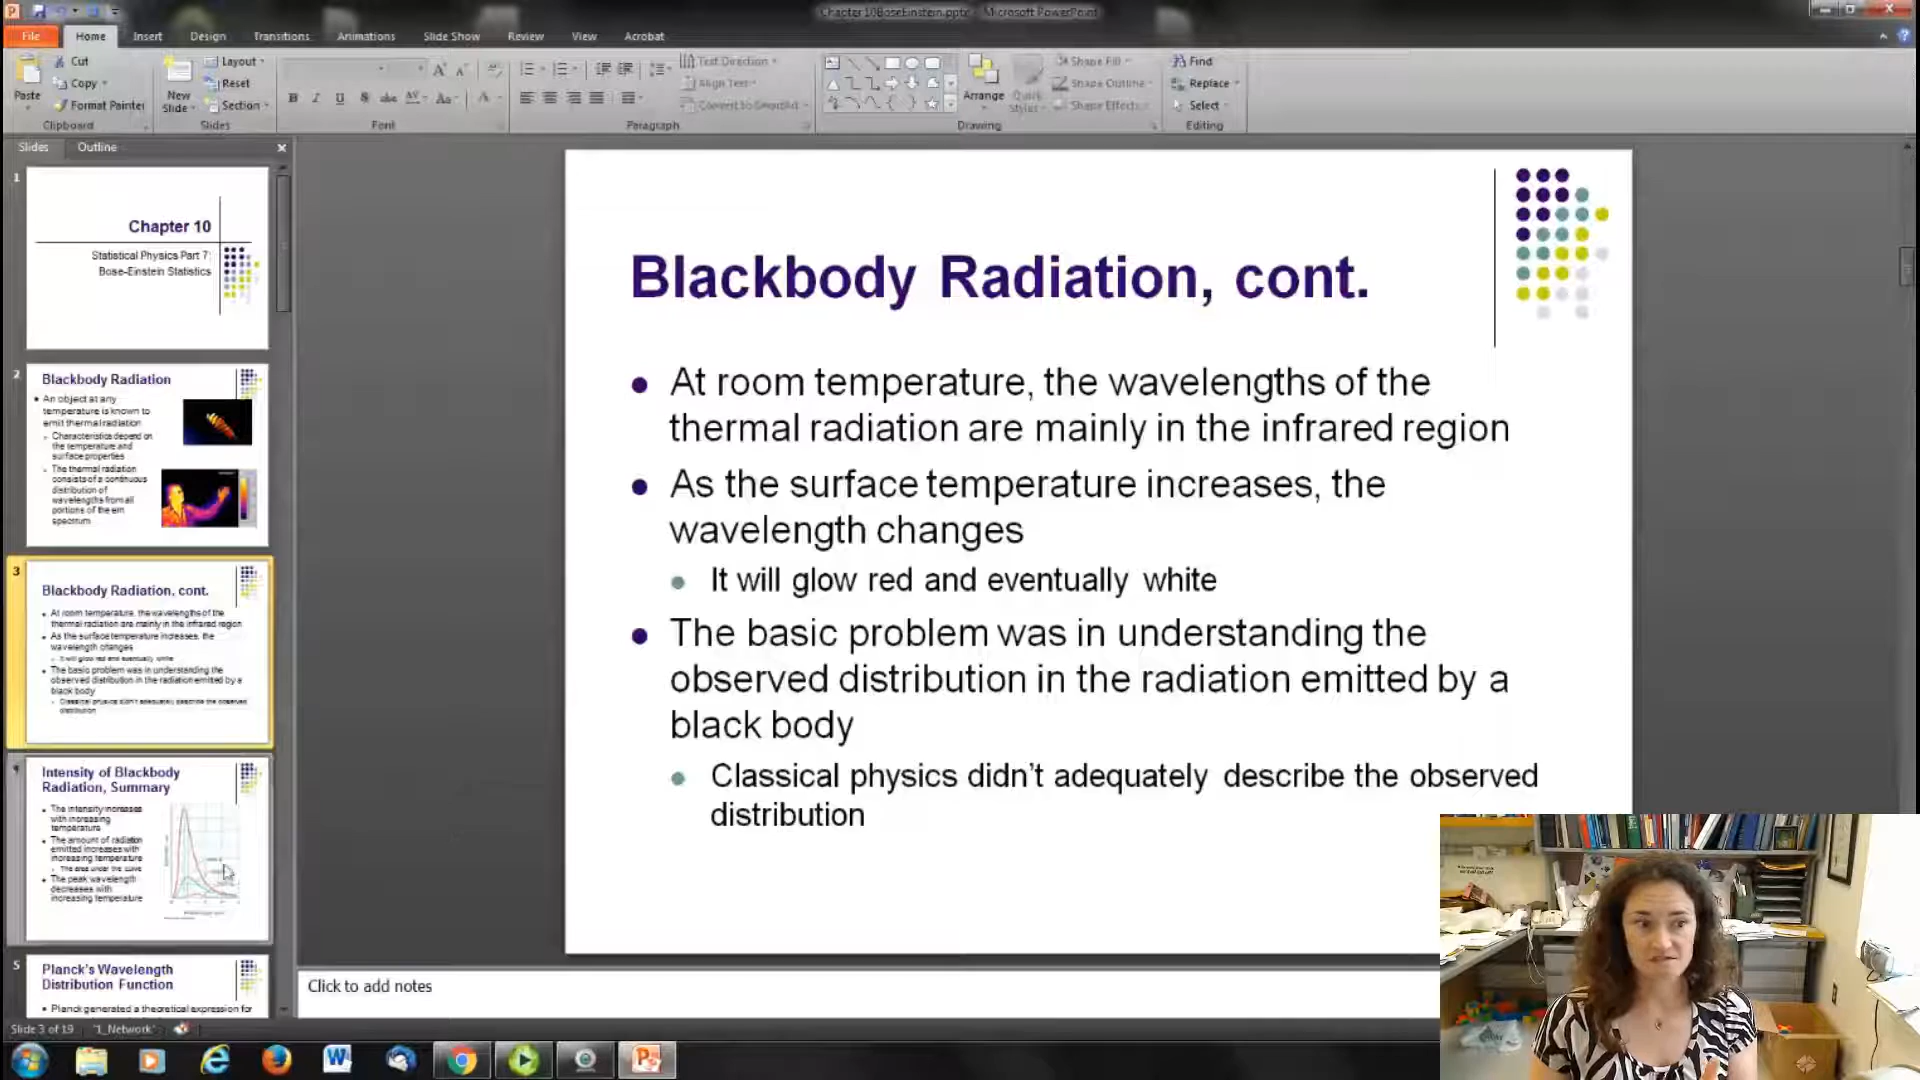 Chapter10BoseEinstein.pptx - Microsoft PowerPoint
File Home Insert Design Transitions Animations Slide Show Review View Acrobat
Cut
Copy
Format Painter
Paste
Clipboard
New Slide
Layout
Reset
Section
Slides
Font
Text Direction
Align Text
Convert to SmartArt
Paragraph
Arrange
Quick Styles
Shape Fill
Shape Outline
Shape Effects
Drawing
Find
Replace
Select
Editing
Slides Outline
1
Chapter 10
Statistical Physics Part 7:
Bose-Einstein Statistics
2
Blackbody Radiation
An object at any
temperature is known to
emit thermal radiation
Characteristics depend on
the temperature and
surface properties
The thermal radiation
consists of a continuous
distribution of
wavelengths from all
portions of the em
spectrum
3
Blackbody Radiation, cont.
At room temperature, the wavelengths of the
thermal radiation are mainly in the infrared region
As the surface temperature increases, the
wavelength changes
It will glow red and eventually white
The basic problem was in understanding the
observed distribution in the radiation emitted by a
black body
Classical physics didn't adequately describe the observed
distribution
Intensity of Blackbody
Radiation, Summary
The intensity increases
with increasing
temperature
The amount of radiation
emitted increases with
increasing temperature
The area under the curve
The peak wavelength
decreases with
increasing temperature
5
Planck's Wavelength
Distribution Function
Planck generated a theoretical expression for
Blackbody Radiation, cont.
At room temperature, the wavelengths of the
thermal radiation are mainly in the infrared region
As the surface temperature increases, the
wavelength changes
It will glow red and eventually white
The basic problem was in understanding the
observed distribution in the radiation emitted by a
black body
Classical physics didn't adequately describe the observed
distribution
Click to add notes
Slide 3 of 19 "1_Network"